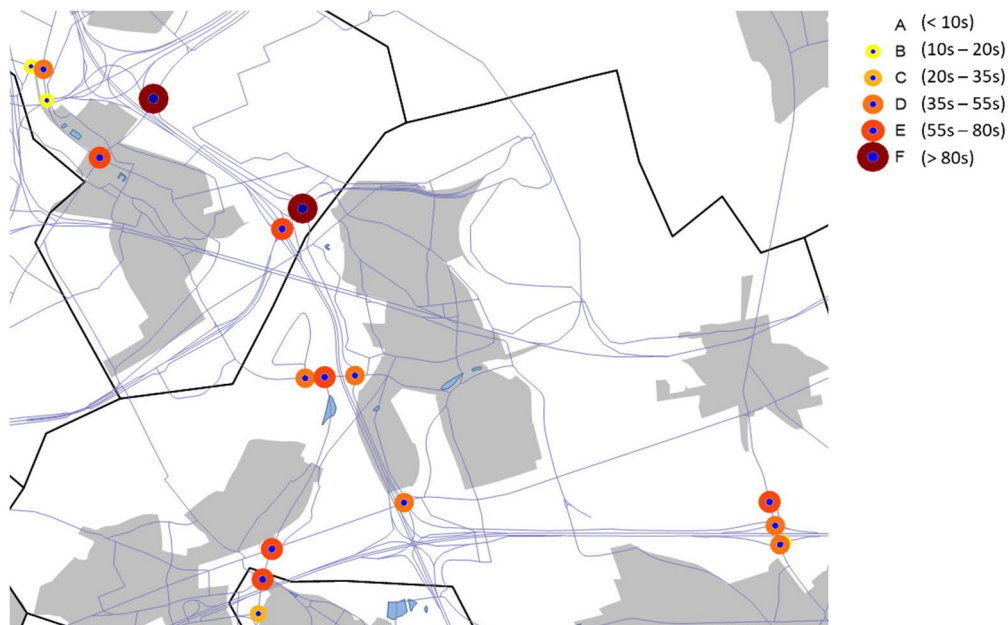 A (< 10s)
B (10s – 20s)
C (20s – 35s)
D (35s – 55s)
E (55s – 80s)
F (> 80s)